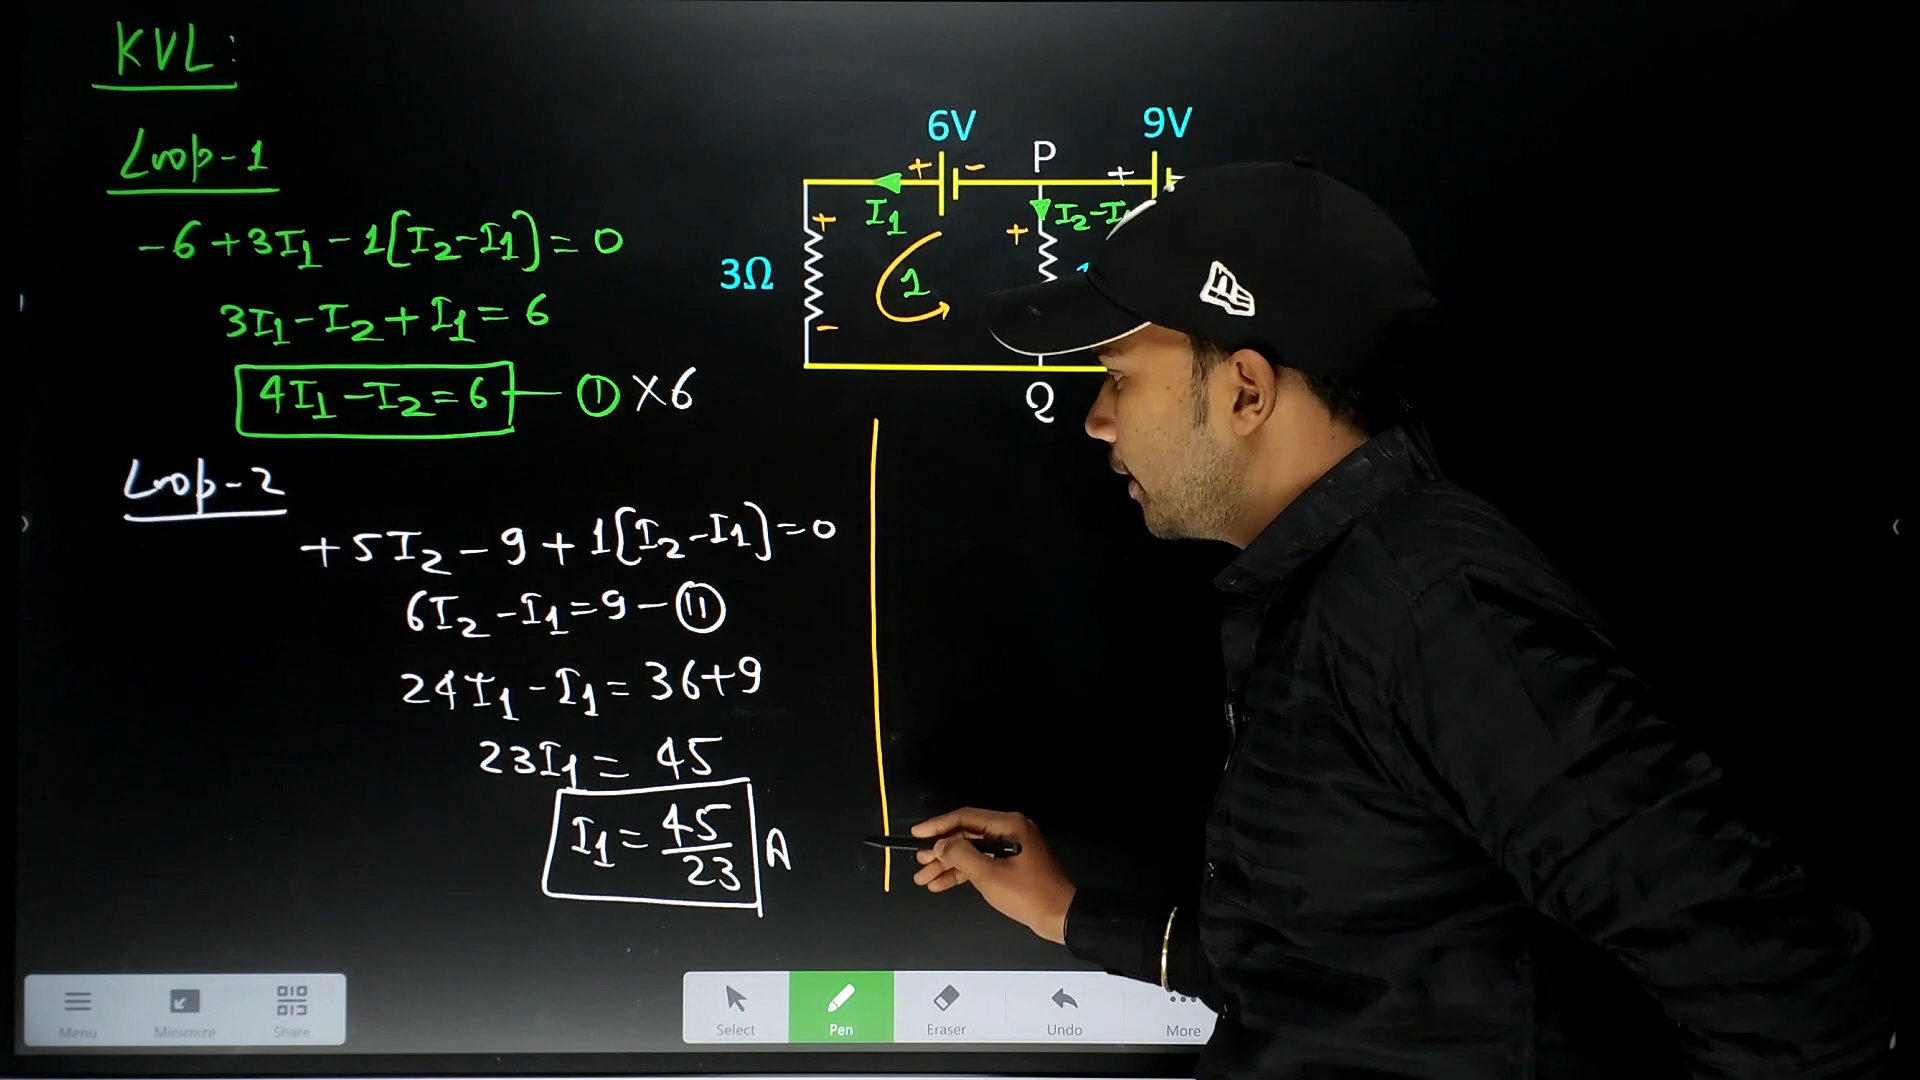 KVL:
Loop-1
-6+3I₁-1[I₂-I₁]=0
3I₁-I₂+I₁=6
4I₁-I₂=6 — ① ×6
Loop-2
+5I₂-9+1[I₂-I₁]=0
6I₂-I₁=9-⑪
24I₁-I₁=36+9
23I₁=45
I₁=45/23 A
6V
9V
+ -
P
+
I₁
I₂-I
+
+
3Ω
1
-
Q
Menu
Minimize
Share
Select
Pen
Eraser
Undo
More